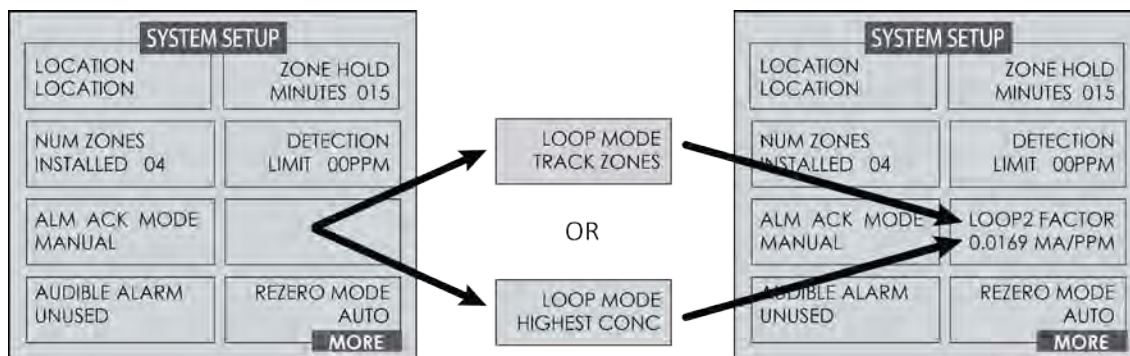 SYSTEM SETUP
LOCATION
LOCATION
ZONE HOLD
MINUTES 015
NUM ZONES
INSTALLED 04
DETECTION
LIMIT 00PPM
ALM ACK MODE
MANUAL
AUDIBLE ALARM
UNUSED
REZERO MODE
AUTO
MORE
LOOP MODE
TRACK ZONES
OR
LOOP MODE
HIGHEST CONC
SYSTEM SETUP
LOCATION
LOCATION
ZONE HOLD
MINUTES 015
NUM ZONES
INSTALLED 04
DETECTION
LIMIT 00PPM
ALM ACK MODE
MANUAL
LOOP2 FACTOR
0.0169 MA/PPM
AUDIBLE ALARM
UNUSED
REZERO MODE
AUTO
MORE